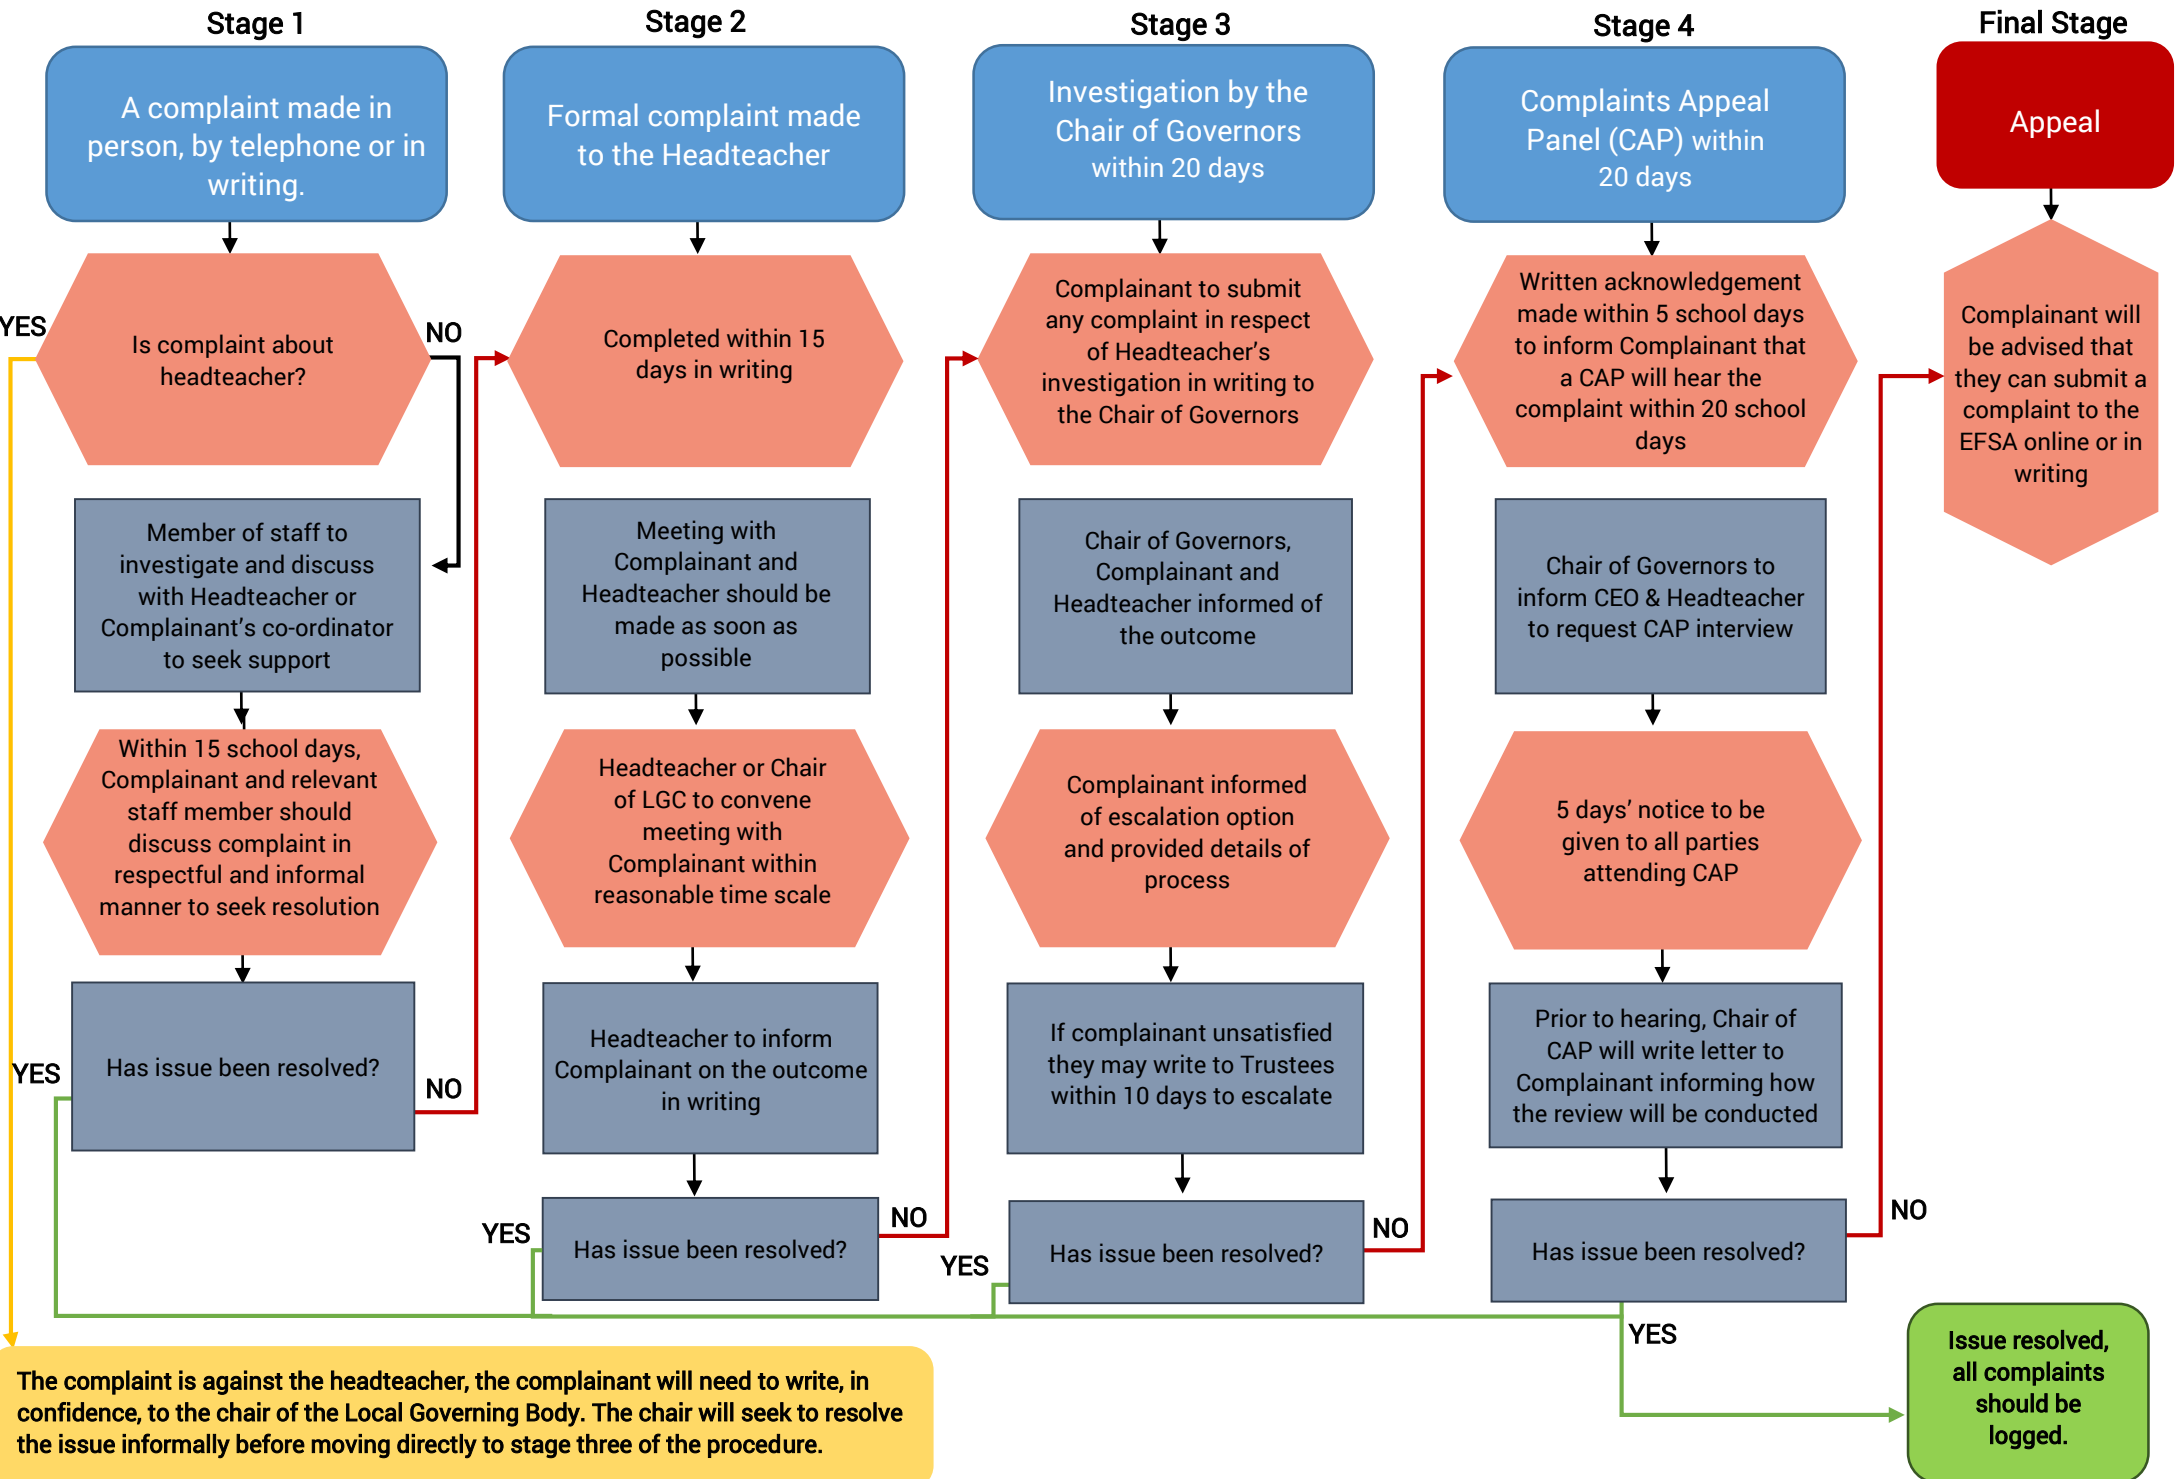 Stage 1
A complaint made in
person, by telephone or in
writing.
YES
NO
Is complaint about
headteacher?
Member of staff to
investigate and discuss
with Headteacher or
Complainant’s co-ordinator
to seek support
Within 15 school days,
Complainant and relevant
staff member should
discuss complaint in
respectful and informal
manner to seek resolution
Has issue been resolved?
YES
NO
Stage 2
Formal complaint made
to the Headteacher
Completed within 15
days in writing
Meeting with
Complainant and
Headteacher should be
made as soon as
possible
Headteacher or Chair
of LGC to convene
meeting with
Complainant within
reasonable time scale
Headteacher to inform
Complainant on the outcome
in writing
Has issue been resolved?
YES
NO
Stage 3
Investigation by the
Chair of Governors
within 20 days
Complainant to submit
any complaint in respect
of Headteacher’s
investigation in writing to
the Chair of Governors
Chair of Governors,
Complainant and
Headteacher informed of
the outcome
Complainant informed
of escalation option
and provided details of
process
If complainant unsatisfied
they may write to Trustees
within 10 days to escalate
Has issue been resolved?
YES
NO
Stage 4
Complaints Appeal
Panel (CAP) within
20 days
Written acknowledgement
made within 5 school days
to inform Complainant that
a CAP will hear the
complaint within 20 school
days
Chair of Governors to
inform CEO & Headteacher
to request CAP interview
5 days’ notice to be
given to all parties
attending CAP
Prior to hearing, Chair of
CAP will write letter to
Complainant informing how
the review will be conducted
Has issue been resolved?
NO
YES
Final Stage
Appeal
Complainant will
be advised that
they can submit a
complaint to the
EFSA online or in
writing
The complaint is against the headteacher, the complainant will need to write, in
confidence, to the chair of the Local Governing Body. The chair will seek to resolve
the issue informally before moving directly to stage three of the procedure.
Issue resolved,
all complaints
should be
logged.